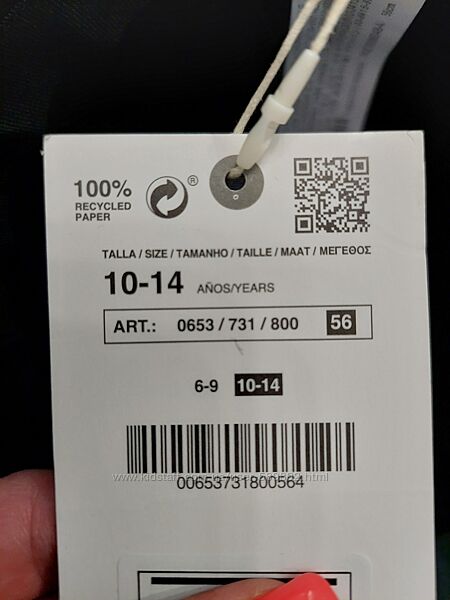 100%
RECYCLED
PAPER
®
TALLA / SIZE / TAMANHO / TAILLE / MAAT / ΜΕΓΕΘΟΣ
10-14 AÑOS/YEARS
ART.: 0653 / 731 / 800 56
6-9 10-14
00653731800564